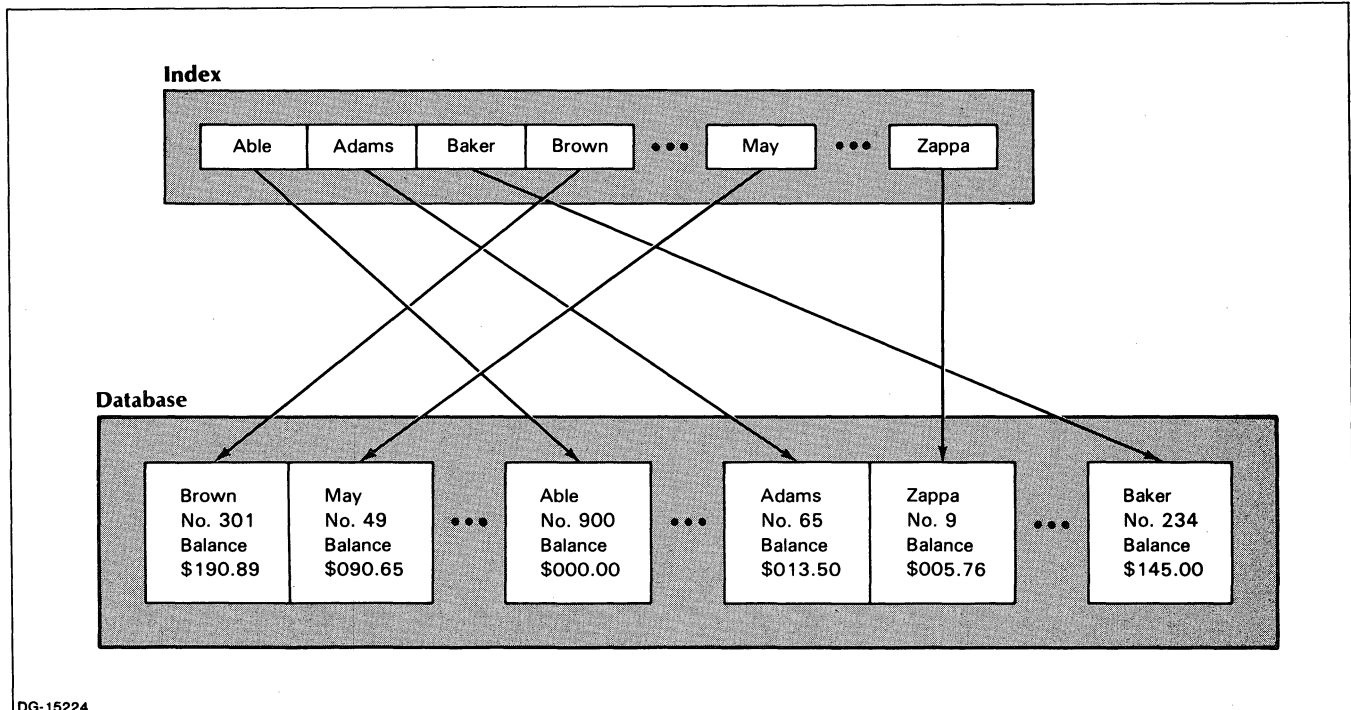 Index
Able Adams Baker Brown ••• May ••• Zappa
Database
Brown
No. 301
Balance
$190.89
May
No. 49
Balance
$090.65
•••
Able
No. 900
Balance
$000.00
•••
Adams
No. 65
Balance
$013.50
Zappa
No. 9
Balance
$005.76
•••
Baker
No. 234
Balance
$145.00
DG-15224